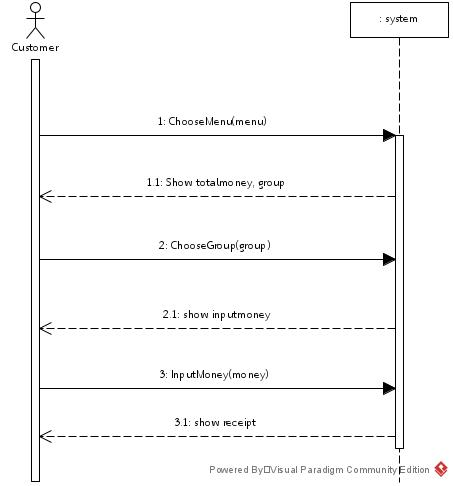 : system
Customer
1: ChooseMenu(menu)
1.1: Show totalmoney, group
2: ChooseGroup(group)
2.1: show inputmoney
3: InputMoney(money)
3.1: show receipt
Powered By□Visual Paradigm Community Edition